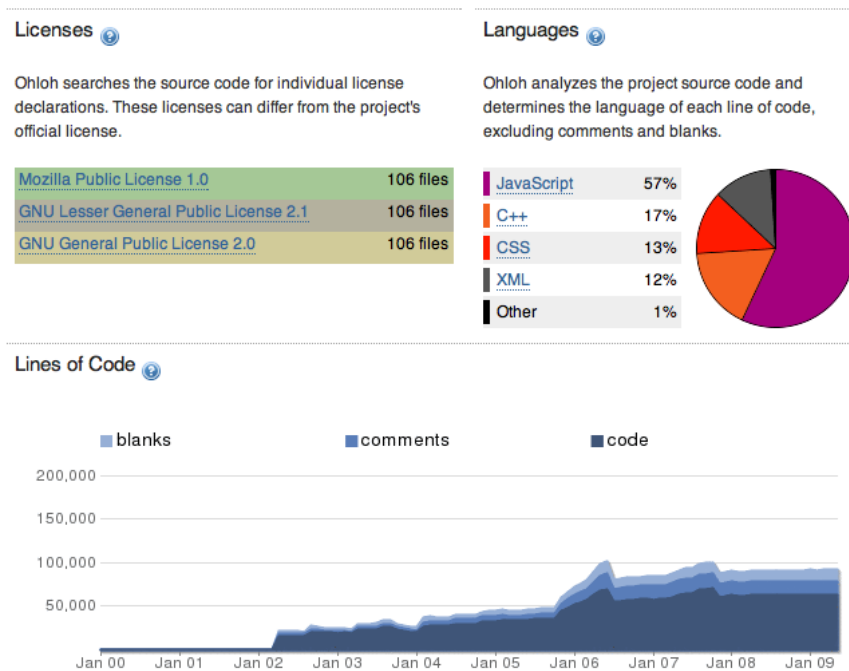 Licenses
Ohloh searches the source code for individual license
declarations. These licenses can differ from the project's
official license.
Mozilla Public License 1.0 106 files
GNU Lesser General Public License 2.1 106 files
GNU General Public License 2.0 106 files
Languages
Ohloh analyzes the project source code and
determines the language of each line of code,
excluding comments and blanks.
JavaScript 57%
C++ 17%
CSS 13%
XML 12%
Other 1%
Lines of Code
blanks comments code
200,000
150,000
100,000
50,000
Jan 00 Jan 01 Jan 02 Jan 03 Jan 04 Jan 05 Jan 06 Jan 07 Jan 08 Jan 09